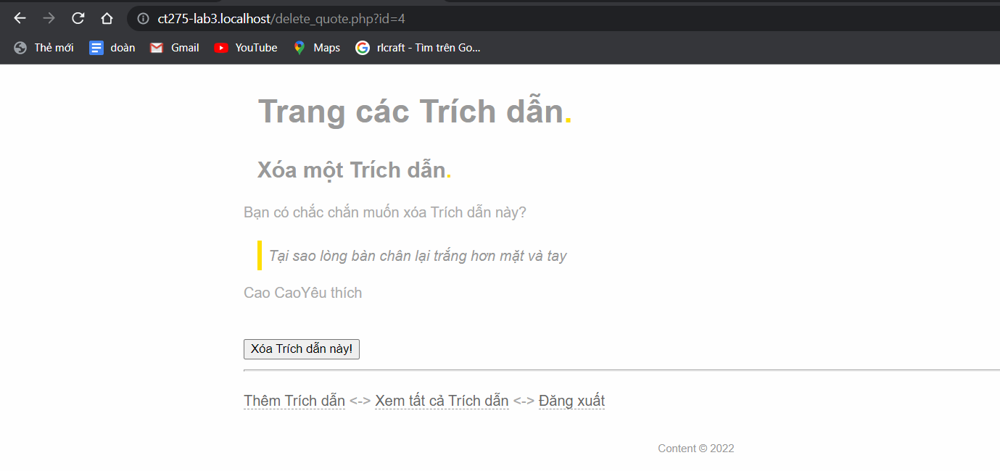 ct275-lab3.localhost/delete_quote.php?id=4
Thẻ mới doàn Gmail YouTube Maps rlcraft - Tìm trên Go...
Trang các Trích dẫn.
Xóa một Trích dẫn.
Bạn có chắc chắn muốn xóa Trích dẫn này?
Tại sao lòng bàn chân lại trắng hơn mặt và tay
Cao CaoYêu thích
Xóa Trích dẫn này!
Thêm Trích dẫn <-> Xem tất cả Trích dẫn <-> Đăng xuất
Content © 2022